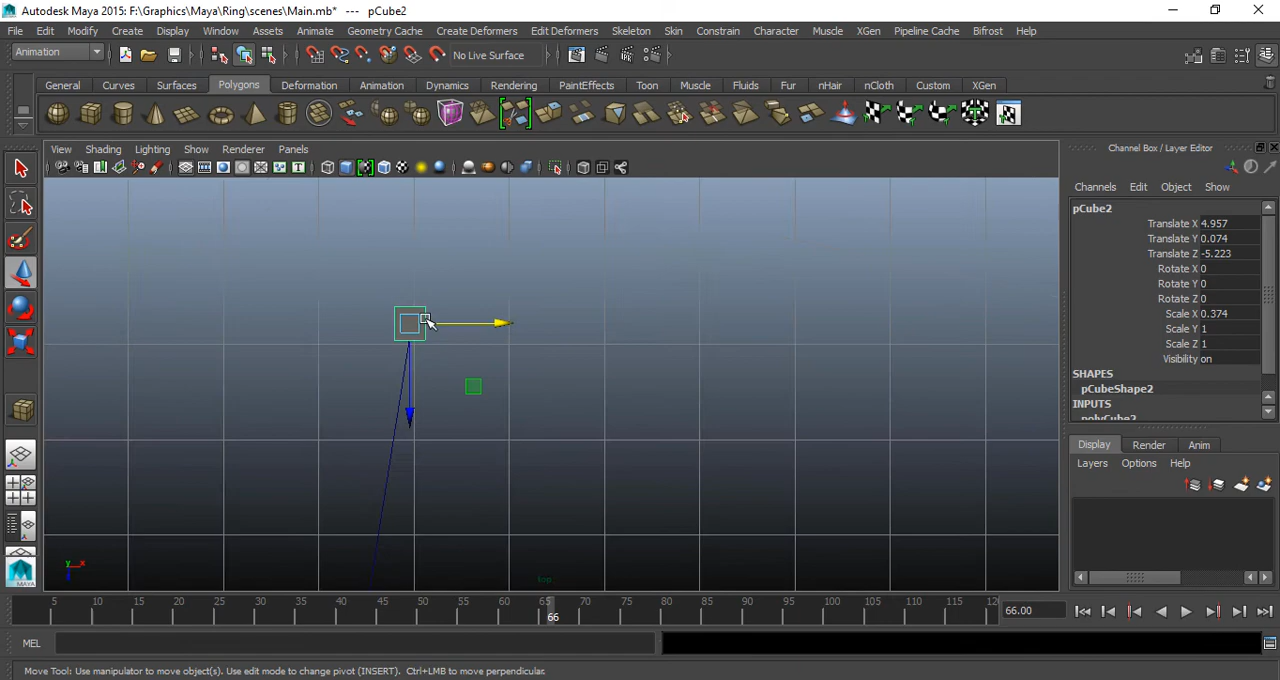 Autodesk Maya 2015: F:\Graphics\Maya\Ring\scenes\Main.mb* --- pCube2
File Edit Modify Create Display Window Assets Animate Geometry Cache Create Deformers Edit Deformers Skeleton Skin Constrain Character Muscle XGen Pipeline Cache Bifrost Help
Animation No Live Surface
General Curves Surfaces Polygons Deformation Animation Dynamics Rendering PaintEffects Toon Muscle Fluids Fur nHair nCloth Custom XGen
View Shading Lighting Show Renderer Panels
Channel Box / Layer Editor
Channels Edit Object Show
pCube2
Translate X 4.957
Translate Y 0.074
Translate Z -5.223
Rotate X 0
Rotate Y 0
Rotate Z 0
Scale X 0.374
Scale Y 1
Scale Z 1
Visibility on
SHAPES
pCubeShape2
INPUTS
polyCube2
Display Render Anim
Layers Options Help
y x
top
MAYA
5 10 15 20 25 30 35 40 45 50 55 60 65 70 75 80 85 90 95 100 105 110 115 12
66
66.00
MEL
Move Tool: Use manipulator to move object(s). Use edit mode to change pivot (INSERT). Ctrl+LMB to move perpendicular.